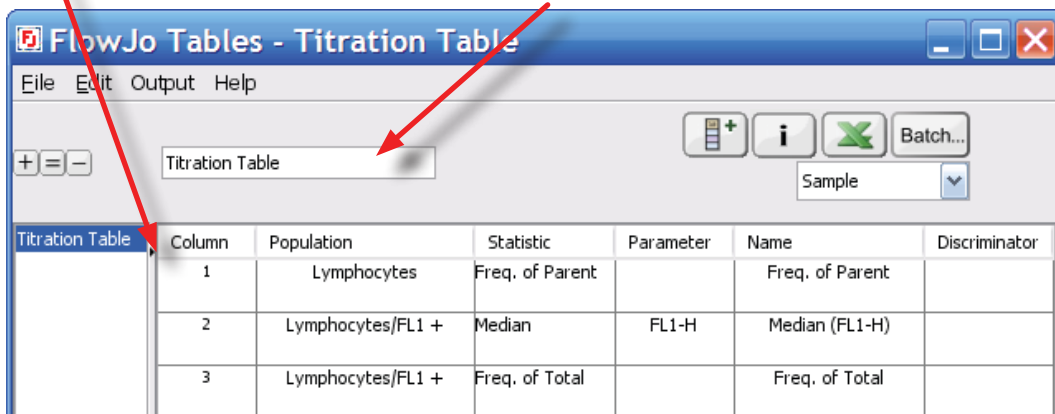 FlowJo Tables - Titration Table
File Edit Output Help
+ = − Titration Table i Batch...
Sample
Titration Table Column Population Statistic Parameter Name Discriminator
1 Lymphocytes Freq. of Parent Freq. of Parent
2 Lymphocytes/FL1 + Median FL1-H Median (FL1-H)
3 Lymphocytes/FL1 + Freq. of Total Freq. of Total